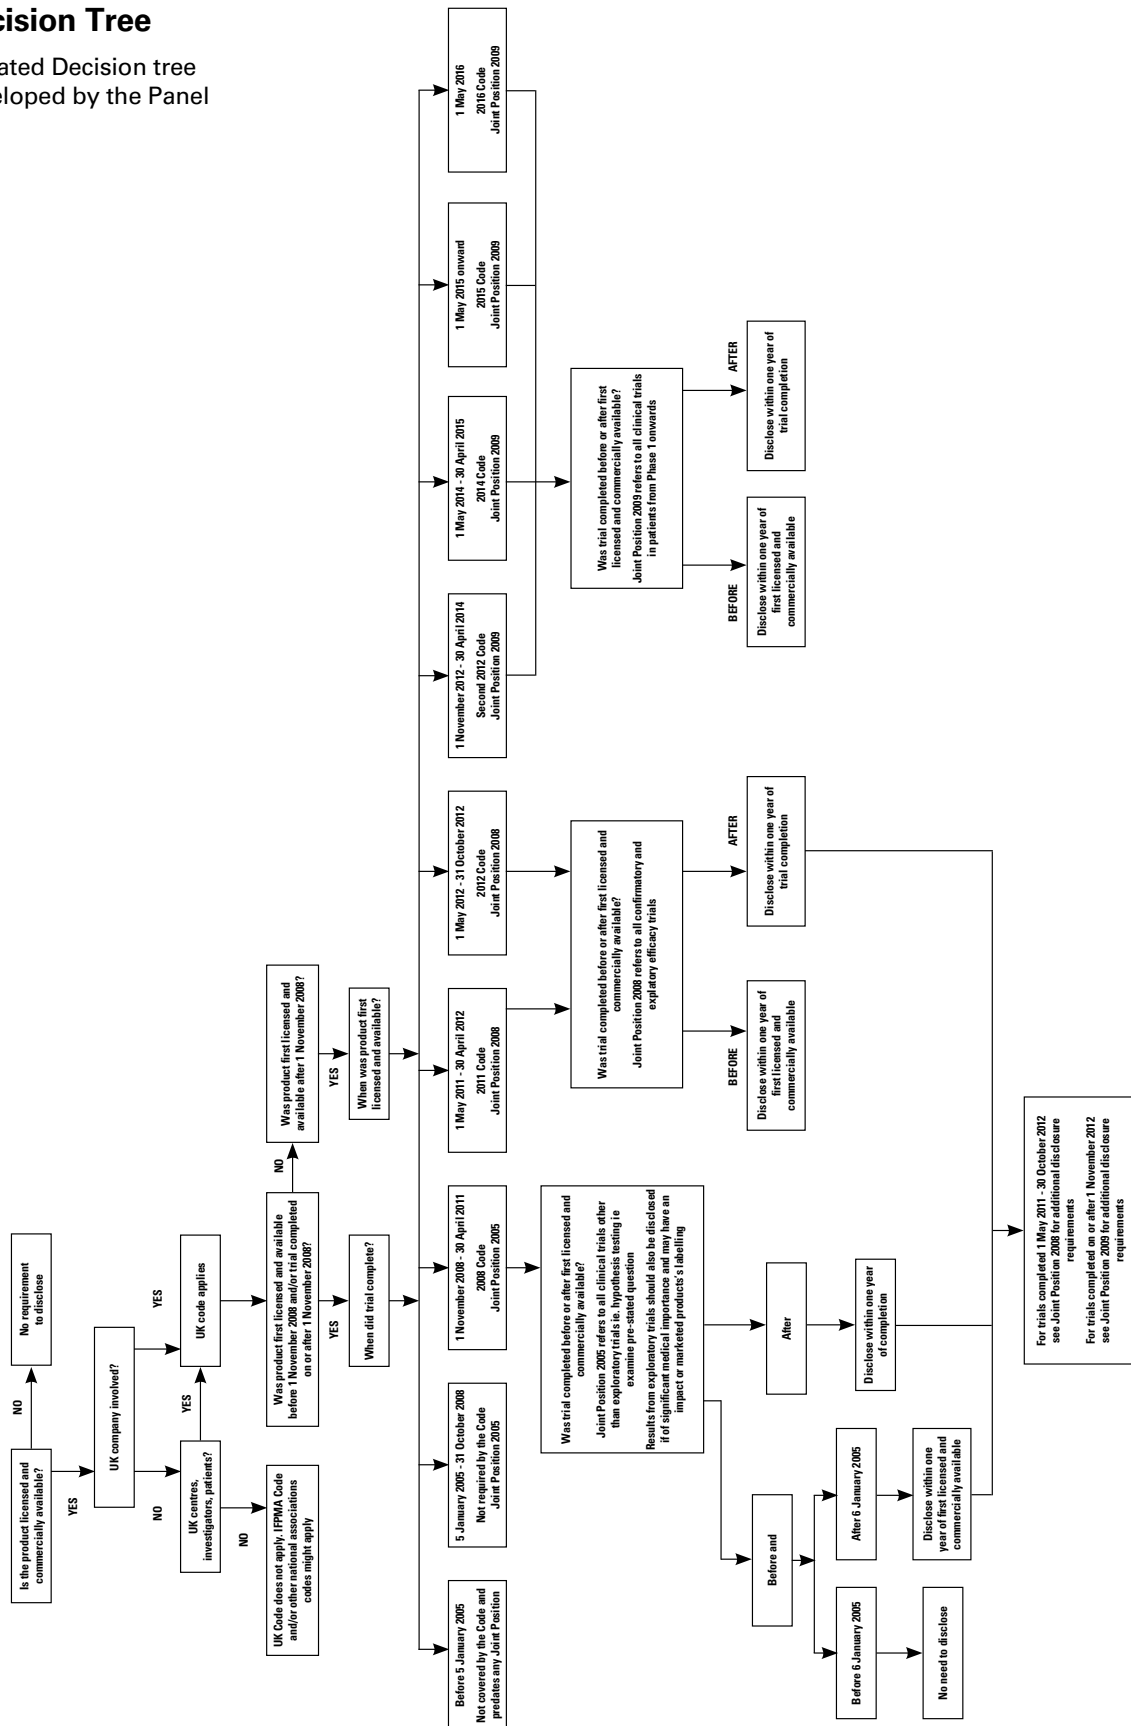 cision Tree
ated Decision tree
eloped by the Panel
Is the product licensed and
commercially available?
NO
No requirement
to disclose
YES
UK company involved?
YES
UK code applies
NO
UK centres,
investigators, patients?
YES
NO
UK Code does not apply. IFPMA Code
and/or other national associations
codes might apply
Was product first licensed and available
before 1 November 2008 and/or trial completed
on or after 1 November 2008?
NO
Was product first licensed and
available after 1 November 2008?
YES
When did trial complete?
YES
When was product first
licensed and available?
Before 5 January 2005
Not covered by the Code and
predates any Joint Position
5 January 2005 - 31 October 2008
Not required by the Code
Joint Position 2005
1 November 2008 - 30 April 2011
2008 Code
Joint Position 2005
1 May 2011 - 30 April 2012
2011 Code
Joint Position 2008
1 May 2012 - 31 October 2012
2012 Code
Joint Position 2008
1 November 2012 - 30 April 2014
Second 2012 Code
Joint Position 2009
1 May 2014 - 30 April 2015
2014 Code
Joint Position 2009
1 May 2015 onward
2015 Code
Joint Position 2009
1 May 2016
2016 Code
Joint Position 2009
Was trial completed before or after first licensed and
commercially available?
Joint Position 2005 refers to all clinical trials other
than exploratory trials ie. hypothesis testing ie
examine pre-stated question
Results from exploratory trials should also be disclosed
if of significant medical importance and may have an
impact or marketed products's labelling
Was trial completed before or after first licensed and
commercially available?
Joint Position 2008 refers to all confirmatory and
explatory efficacy trials
Was trial completed before or after first
licensed and commercially available?
Joint Position 2009 refers to all clinical trials
in patients from Phase 1 onwards
Before and
After
BEFORE
AFTER
BEFORE
AFTER
Before 6 January 2005
After 6 January 2005
Disclose within one year
of completion
Disclose within one year of
first licensed and
commercially available
Disclose within one year of
trial completion
Disclose within one year of
first licensed and
commercially available
Disclose within one year of
trial completion
No need to disclose
Disclose within one
year of first licensed and
commercially available
For trials completed 1 May 2011 - 30 October 2012
see Joint Position 2008 for additional disclosure
requirements
For trials completed on or after 1 November 2012
see Joint Position 2009 for additional disclosure
requirements